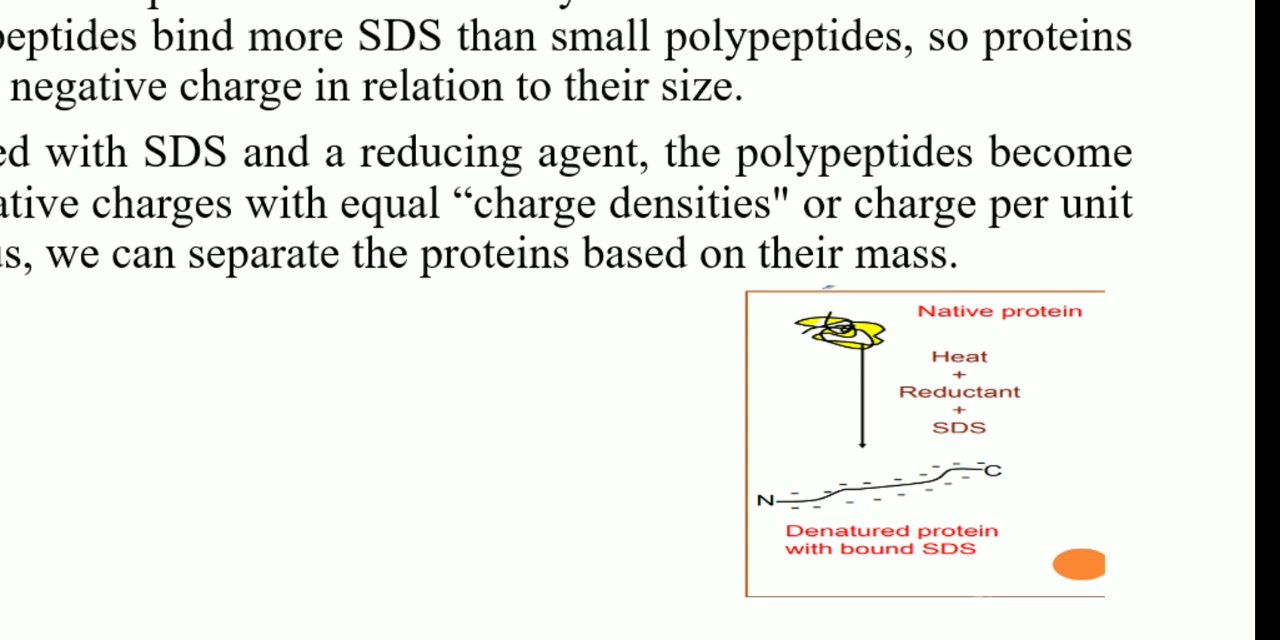 peptides bind more SDS than small polypeptides, so proteins
negative charge in relation to their size.
ed with SDS and a reducing agent, the polypeptides become
ative charges with equal “charge densities" or charge per unit
us, we can separate the proteins based on their mass.
Native protein
Heat
+
Reductant
+
SDS
N C
Denatured protein
with bound SDS